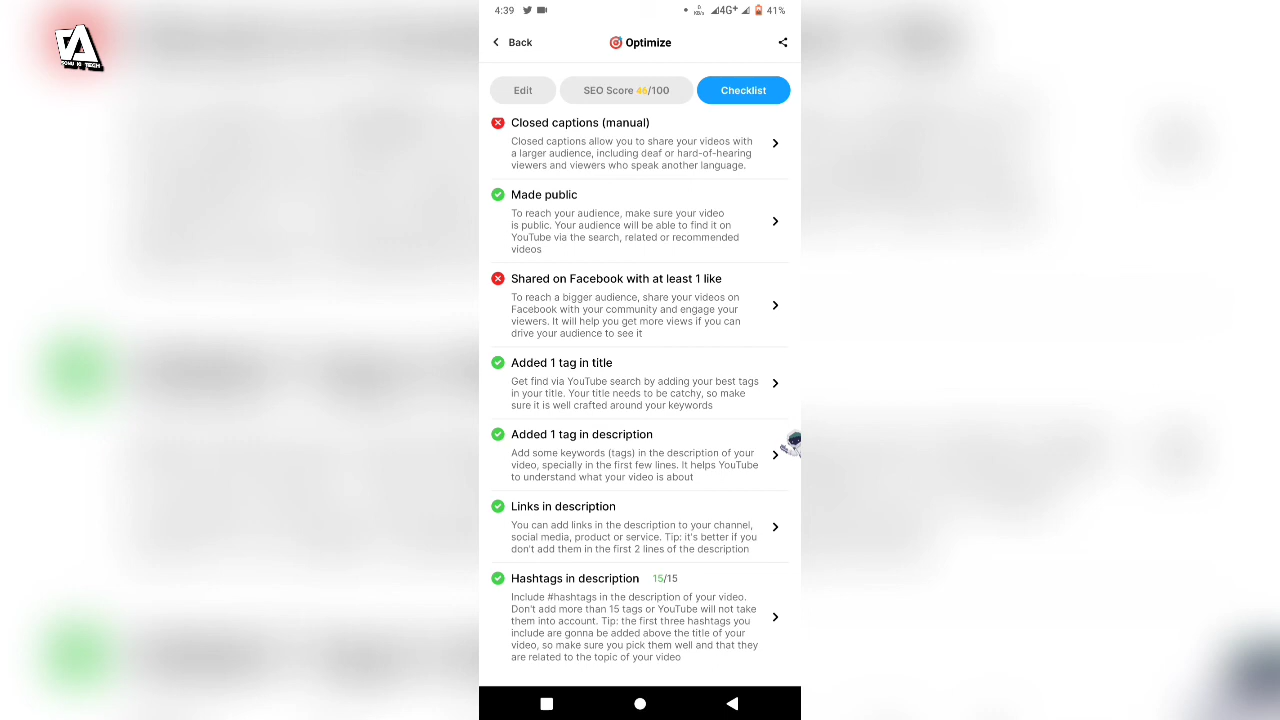 4:39
0
KB/s
4G+
41%
Back
Optimize
Edit
SEO Score 46/100
Checklist
Closed captions (manual)
Closed captions allow you to share your videos with
a larger audience, including deaf or hard-of-hearing
viewers and viewers who speak another language.
Made public
To reach your audience, make sure your video
is public. Your audience will be able to find it on
YouTube via the search, related or recommended
videos
Shared on Facebook with at least 1 like
To reach a bigger audience, share your videos on
Facebook with your community and engage your
viewers. It will help you get more views if you can
drive your audience to see it
Added 1 tag in title
Get find via YouTube search by adding your best tags
in your title. Your title needs to be catchy, so make
sure it is well crafted around your keywords
Added 1 tag in description
Add some keywords (tags) in the description of your
video, specially in the first few lines. It helps YouTube
to understand what your video is about
Links in description
You can add links in the description to your channel,
social media, product or service. Tip: it's better if you
don't add them in the first 2 lines of the description
Hashtags in description 15/15
Include #hashtags in the description of your video.
Don't add more than 15 tags or YouTube will not take
them into account. Tip: the first three hashtags you
include are gonna be added above the title of your
video, so make sure you pick them well and that they
are related to the topic of your video